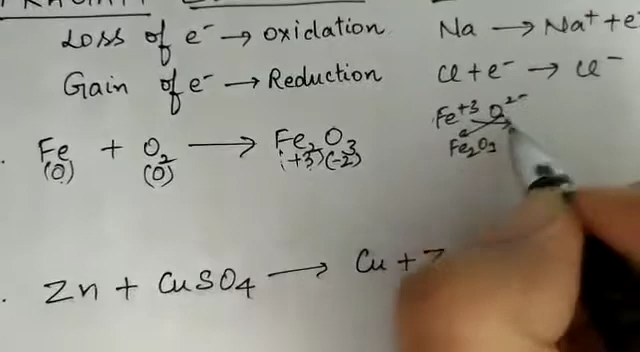 Loss of e⁻ → oxidation
Gain of e⁻ → Reduction
Na → Na⁺ + e
Cl + e⁻ → Cl⁻
Fe⁺³ O²⁻
Fe₂O₃
Fe + O₂ → Fe₂O₃
(0) (0) (+3) (-2)
Zn + CuSO₄ → Cu +